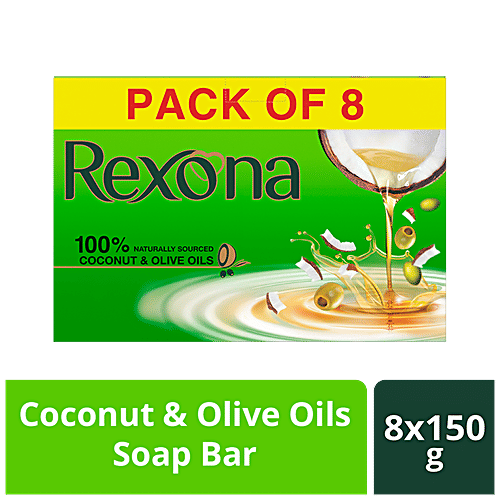 PACK OF 8
Rexona
100% NATURALLY SOURCED
COCONUT & OLIVE OILS
Coconut & Olive Oils
Soap Bar
8x150
g